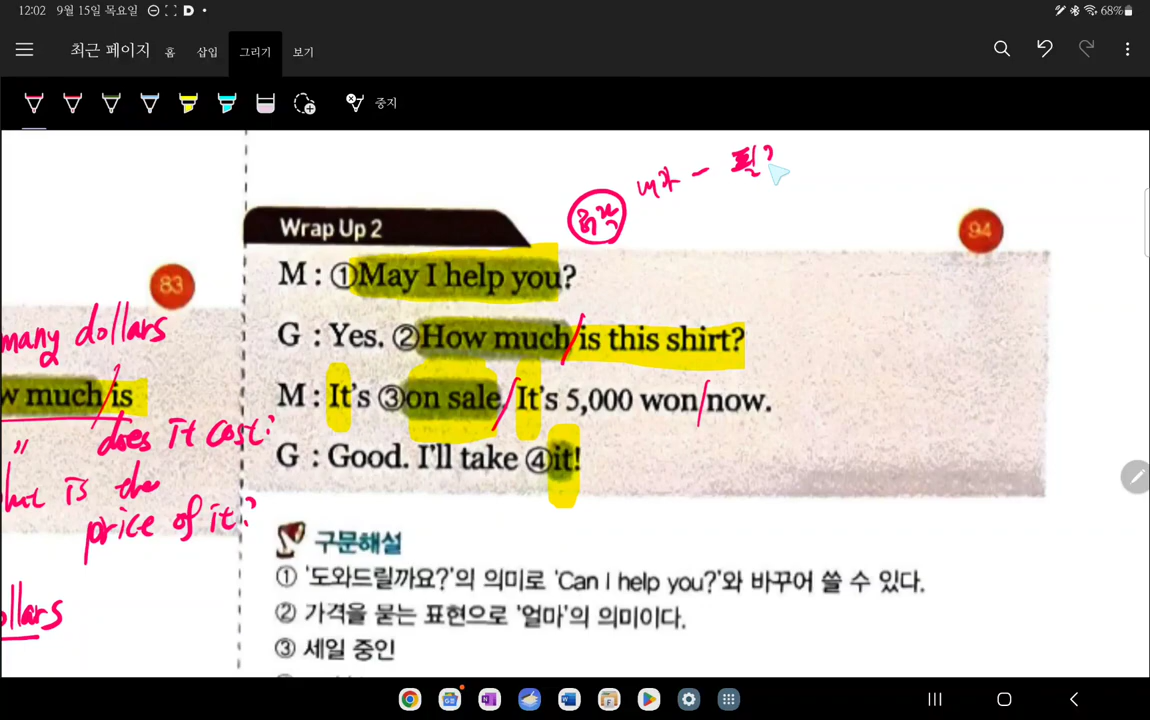 12:02 9월 15일 목요일 D 68%
최근 페이지 홈 삽입 그리기 보기
중지
Wrap Up 2
94
83
M : ①May I help you?
G : Yes. ②How much/is this shirt?
M : It's ③on sale./It's 5,000 won/now.
G : Good. I'll take ④it!
many dollars
w much/is
" does it cost?
is the
price of it?
ollars
구문해설
① '도와드릴까요?'의 의미로 'Can I help you?'와 바꾸어 쓸 수 있다.
② 가격을 묻는 표현으로 '얼마'의 의미이다.
③ 세일 중인